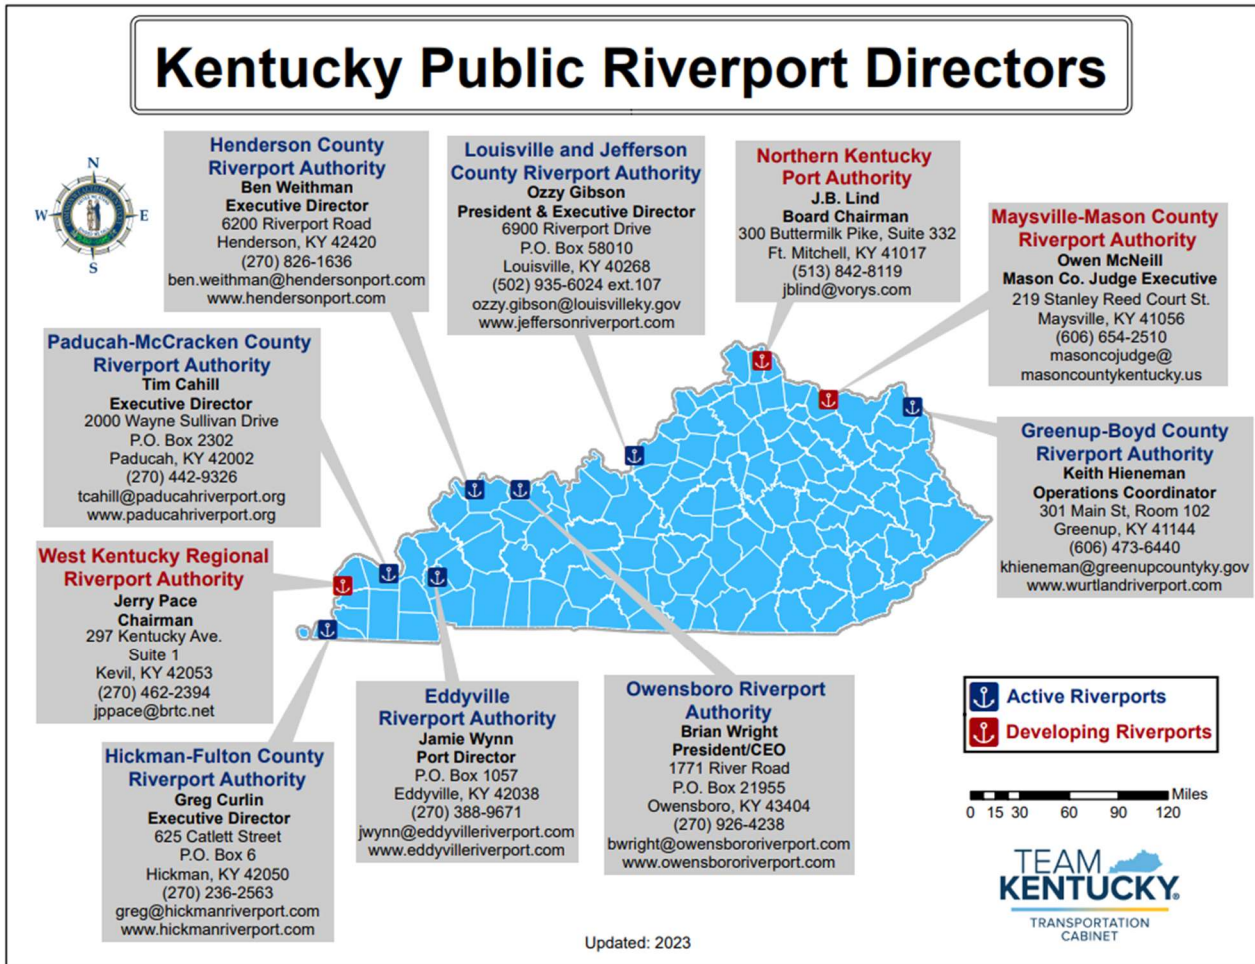 Kentucky Public Riverport Directors
N
W
E
S
Henderson County
Riverport Authority
Ben Weithman
Executive Director
6200 Riverport Road
Henderson, KY 42420
(270) 826-1636
ben.weithman@hendersonport.com
www.hendersonport.com
Louisville and Jefferson
County Riverport Authority
Ozzy Gibson
President & Executive Director
6900 Riverport Drive
P.O. Box 58010
Louisville, KY 40268
(502) 935-6024 ext.107
ozzy.gibson@louisvilleky.gov
www.jeffersonriverport.com
Northern Kentucky
Port Authority
J.B. Lind
Board Chairman
300 Buttermilk Pike, Suite 332
Ft. Mitchell, KY 41017
(513) 842-8119
jblind@vorys.com
Maysville-Mason County
Riverport Authority
Owen McNeill
Mason Co. Judge Executive
219 Stanley Reed Court St.
Maysville, KY 41056
(606) 654-2510
masoncojudge@
masoncountykentucky.us
Paducah-McCracken County
Riverport Authority
Tim Cahill
Executive Director
2000 Wayne Sullivan Drive
P.O. Box 2302
Paducah, KY 42002
(270) 442-9326
tcahill@paducahriverport.org
www.paducahriverport.org
Greenup-Boyd County
Riverport Authority
Keith Hieneman
Operations Coordinator
301 Main St, Room 102
Greenup, KY 41144
(606) 473-6440
khieneman@greenupcountyky.gov
www.wurtlandriverport.com
West Kentucky Regional
Riverport Authority
Jerry Pace
Chairman
297 Kentucky Ave.
Suite 1
Kevil, KY 42053
(270) 462-2394
jppace@brtc.net
Eddyville
Riverport Authority
Jamie Wynn
Port Director
P.O. Box 1057
Eddyville, KY 42038
(270) 388-9671
jwynn@eddyvilleriverport.com
www.eddyvilleriverport.com
Owensboro Riverport
Authority
Brian Wright
President/CEO
1771 River Road
P.O. Box 21955
Owensboro, KY 43404
(270) 926-4238
bwright@owensbororiverport.com
www.owensbororiverport.com
Hickman-Fulton County
Riverport Authority
Greg Curlin
Executive Director
625 Catlett Street
P.O. Box 6
Hickman, KY 42050
(270) 236-2563
greg@hickmanriverport.com
www.hickmanriverport.com
Active Riverports
Developing Riverports
Miles
0 15 30 60 90 120
TEAM
KENTUCKY®
TRANSPORTATION
CABINET
Updated: 2023